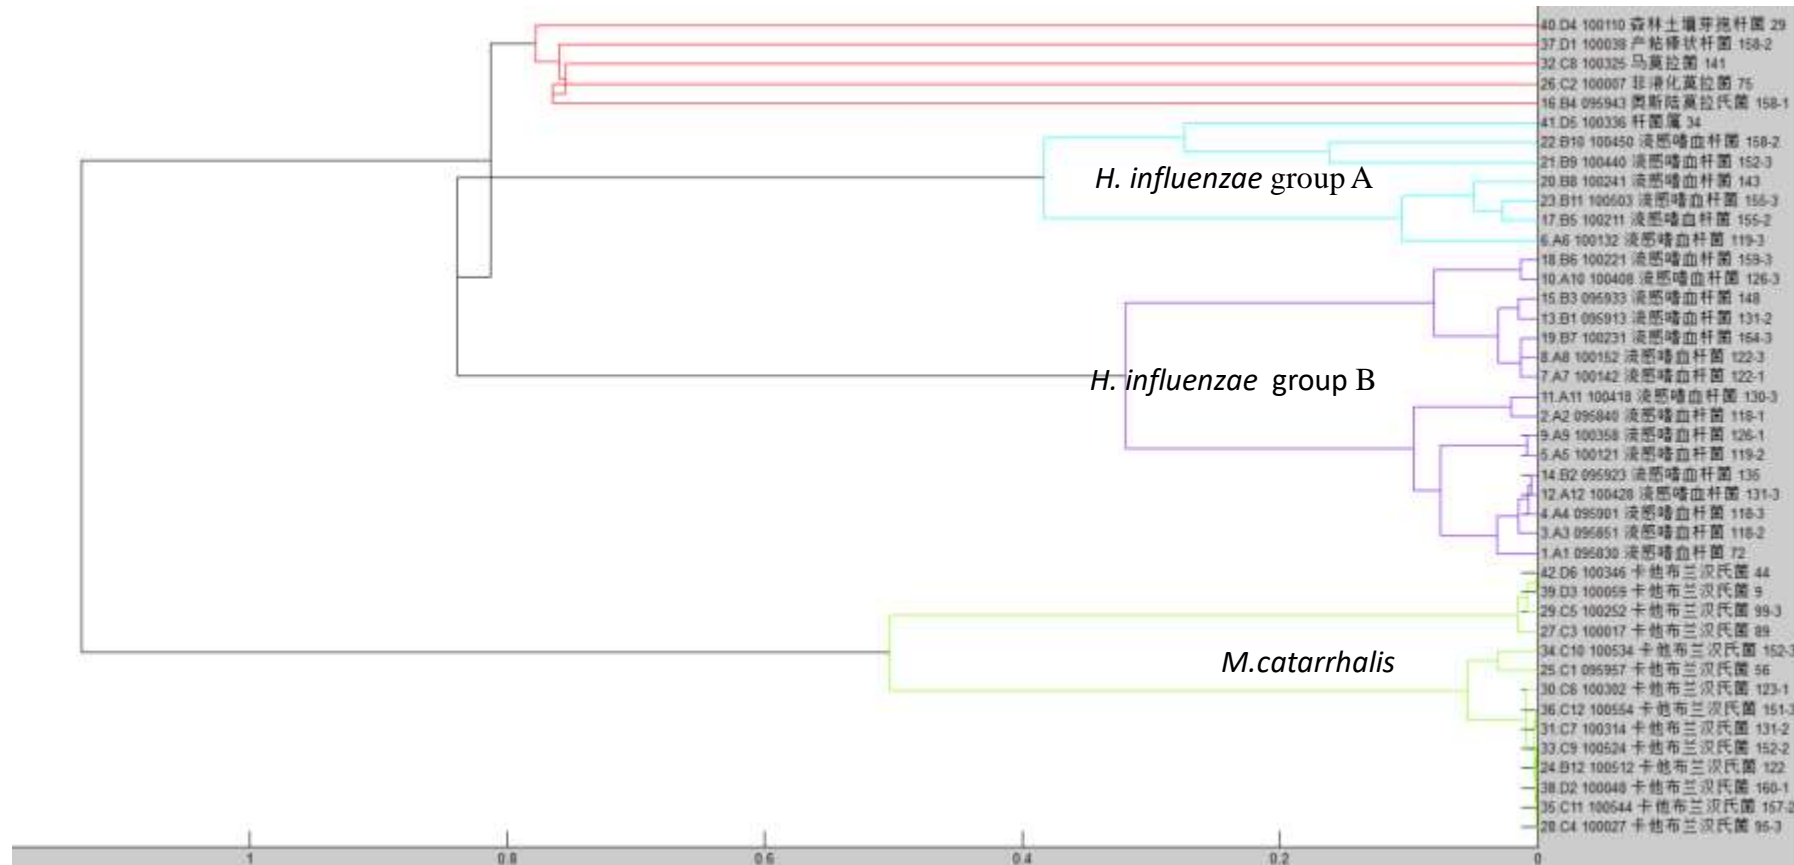 40.D4 100110 森林土壤芽孢杆菌 29
37.D1 100038 产粘棒状杆菌 158-2
32.C8 100325 马莫拉菌 141
26.C2 100007 非液化莫拉菌 75
16.B4 095943 奥斯陆莫拉氏菌 158-1
41.D5 100336 杆菌属 34
22.B10 100450 流感嗜血杆菌 158-2
21.B9 100440 流感嗜血杆菌 152-3
H. influenzae group A
20.B8 100241 流感嗜血杆菌 143
23.B11 100503 流感嗜血杆菌 155-3
17.B5 100211 流感嗜血杆菌 155-2
6.A6 100132 流感嗜血杆菌 119-3
18.B6 100221 流感嗜血杆菌 159-3
10.A10 100408 流感嗜血杆菌 126-3
15.B3 095933 流感嗜血杆菌 148
13.B1 095913 流感嗜血杆菌 131-2
19.B7 100231 流感嗜血杆菌 164-3
8.A8 100152 流感嗜血杆菌 122-3
7.A7 100142 流感嗜血杆菌 122-1
H. influenzae group B
11.A11 100418 流感嗜血杆菌 130-3
2.A2 095840 流感嗜血杆菌 118-1
9.A9 100358 流感嗜血杆菌 126-1
5.A5 100121 流感嗜血杆菌 119-2
14.B2 095923 流感嗜血杆菌 135
12.A12 100428 流感嗜血杆菌 131-3
4.A4 095901 流感嗜血杆菌 118-3
3.A3 095851 流感嗜血杆菌 118-2
1.A1 095830 流感嗜血杆菌 72
42.D6 100346 卡他布兰汉氏菌 44
39.D3 100059 卡他布兰汉氏菌 9
29.C5 100252 卡他布兰汉氏菌 99-3
27.C3 100017 卡他布兰汉氏菌 89
34.C10 100534 卡他布兰汉氏菌 152-3
M.catarrhalis
25.C1 095957 卡他布兰汉氏菌 56
30.C6 100302 卡他布兰汉氏菌 123-1
36.C12 100554 卡他布兰汉氏菌 151-3
31.C7 100314 卡他布兰汉氏菌 131-2
33.C9 100524 卡他布兰汉氏菌 152-2
24.B12 100512 卡他布兰汉氏菌 122
38.D2 100048 卡他布兰汉氏菌 160-1
35.C11 100544 卡他布兰汉氏菌 157-2
28.C4 100027 卡他布兰汉氏菌 95-3
1 0.8 0.6 0.4 0.2 0